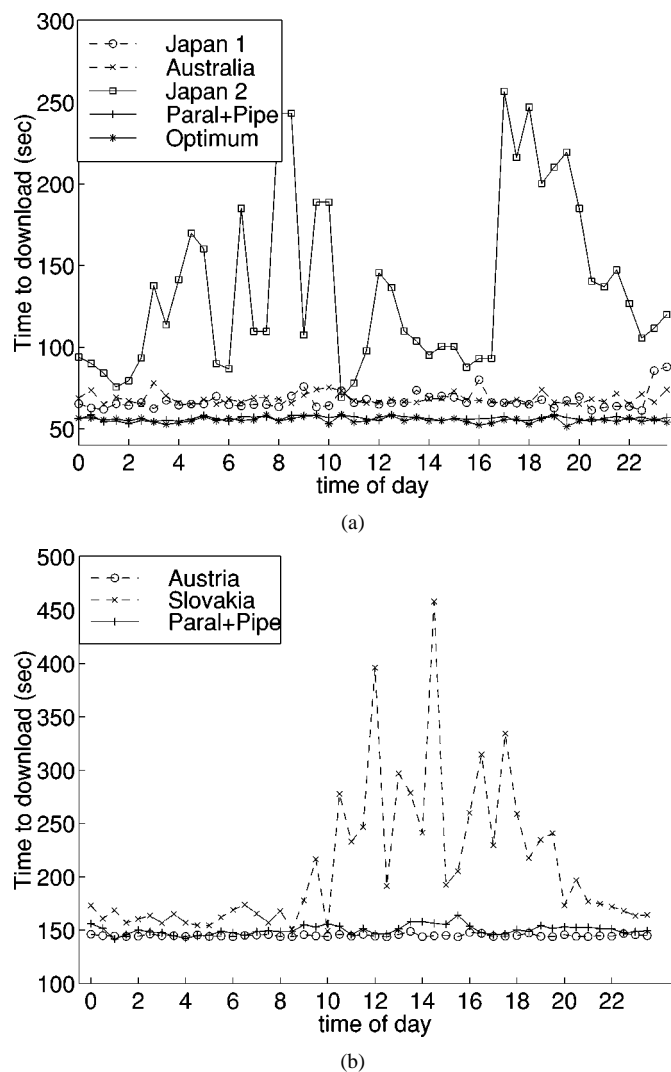 300
250
200
150
100
50
Time to download (sec)
Japan 1
Australia
Japan 2
Paral+Pipe
Optimum
0 2 4 6 8 10 12 14 16 18 20 22
time of day
(a)
500
450
400
350
300
250
200
150
100
Time to download (sec)
Austria
Slovakia
Paral+Pipe
0 2 4 6 8 10 12 14 16 18 20 22
time of day
(b)